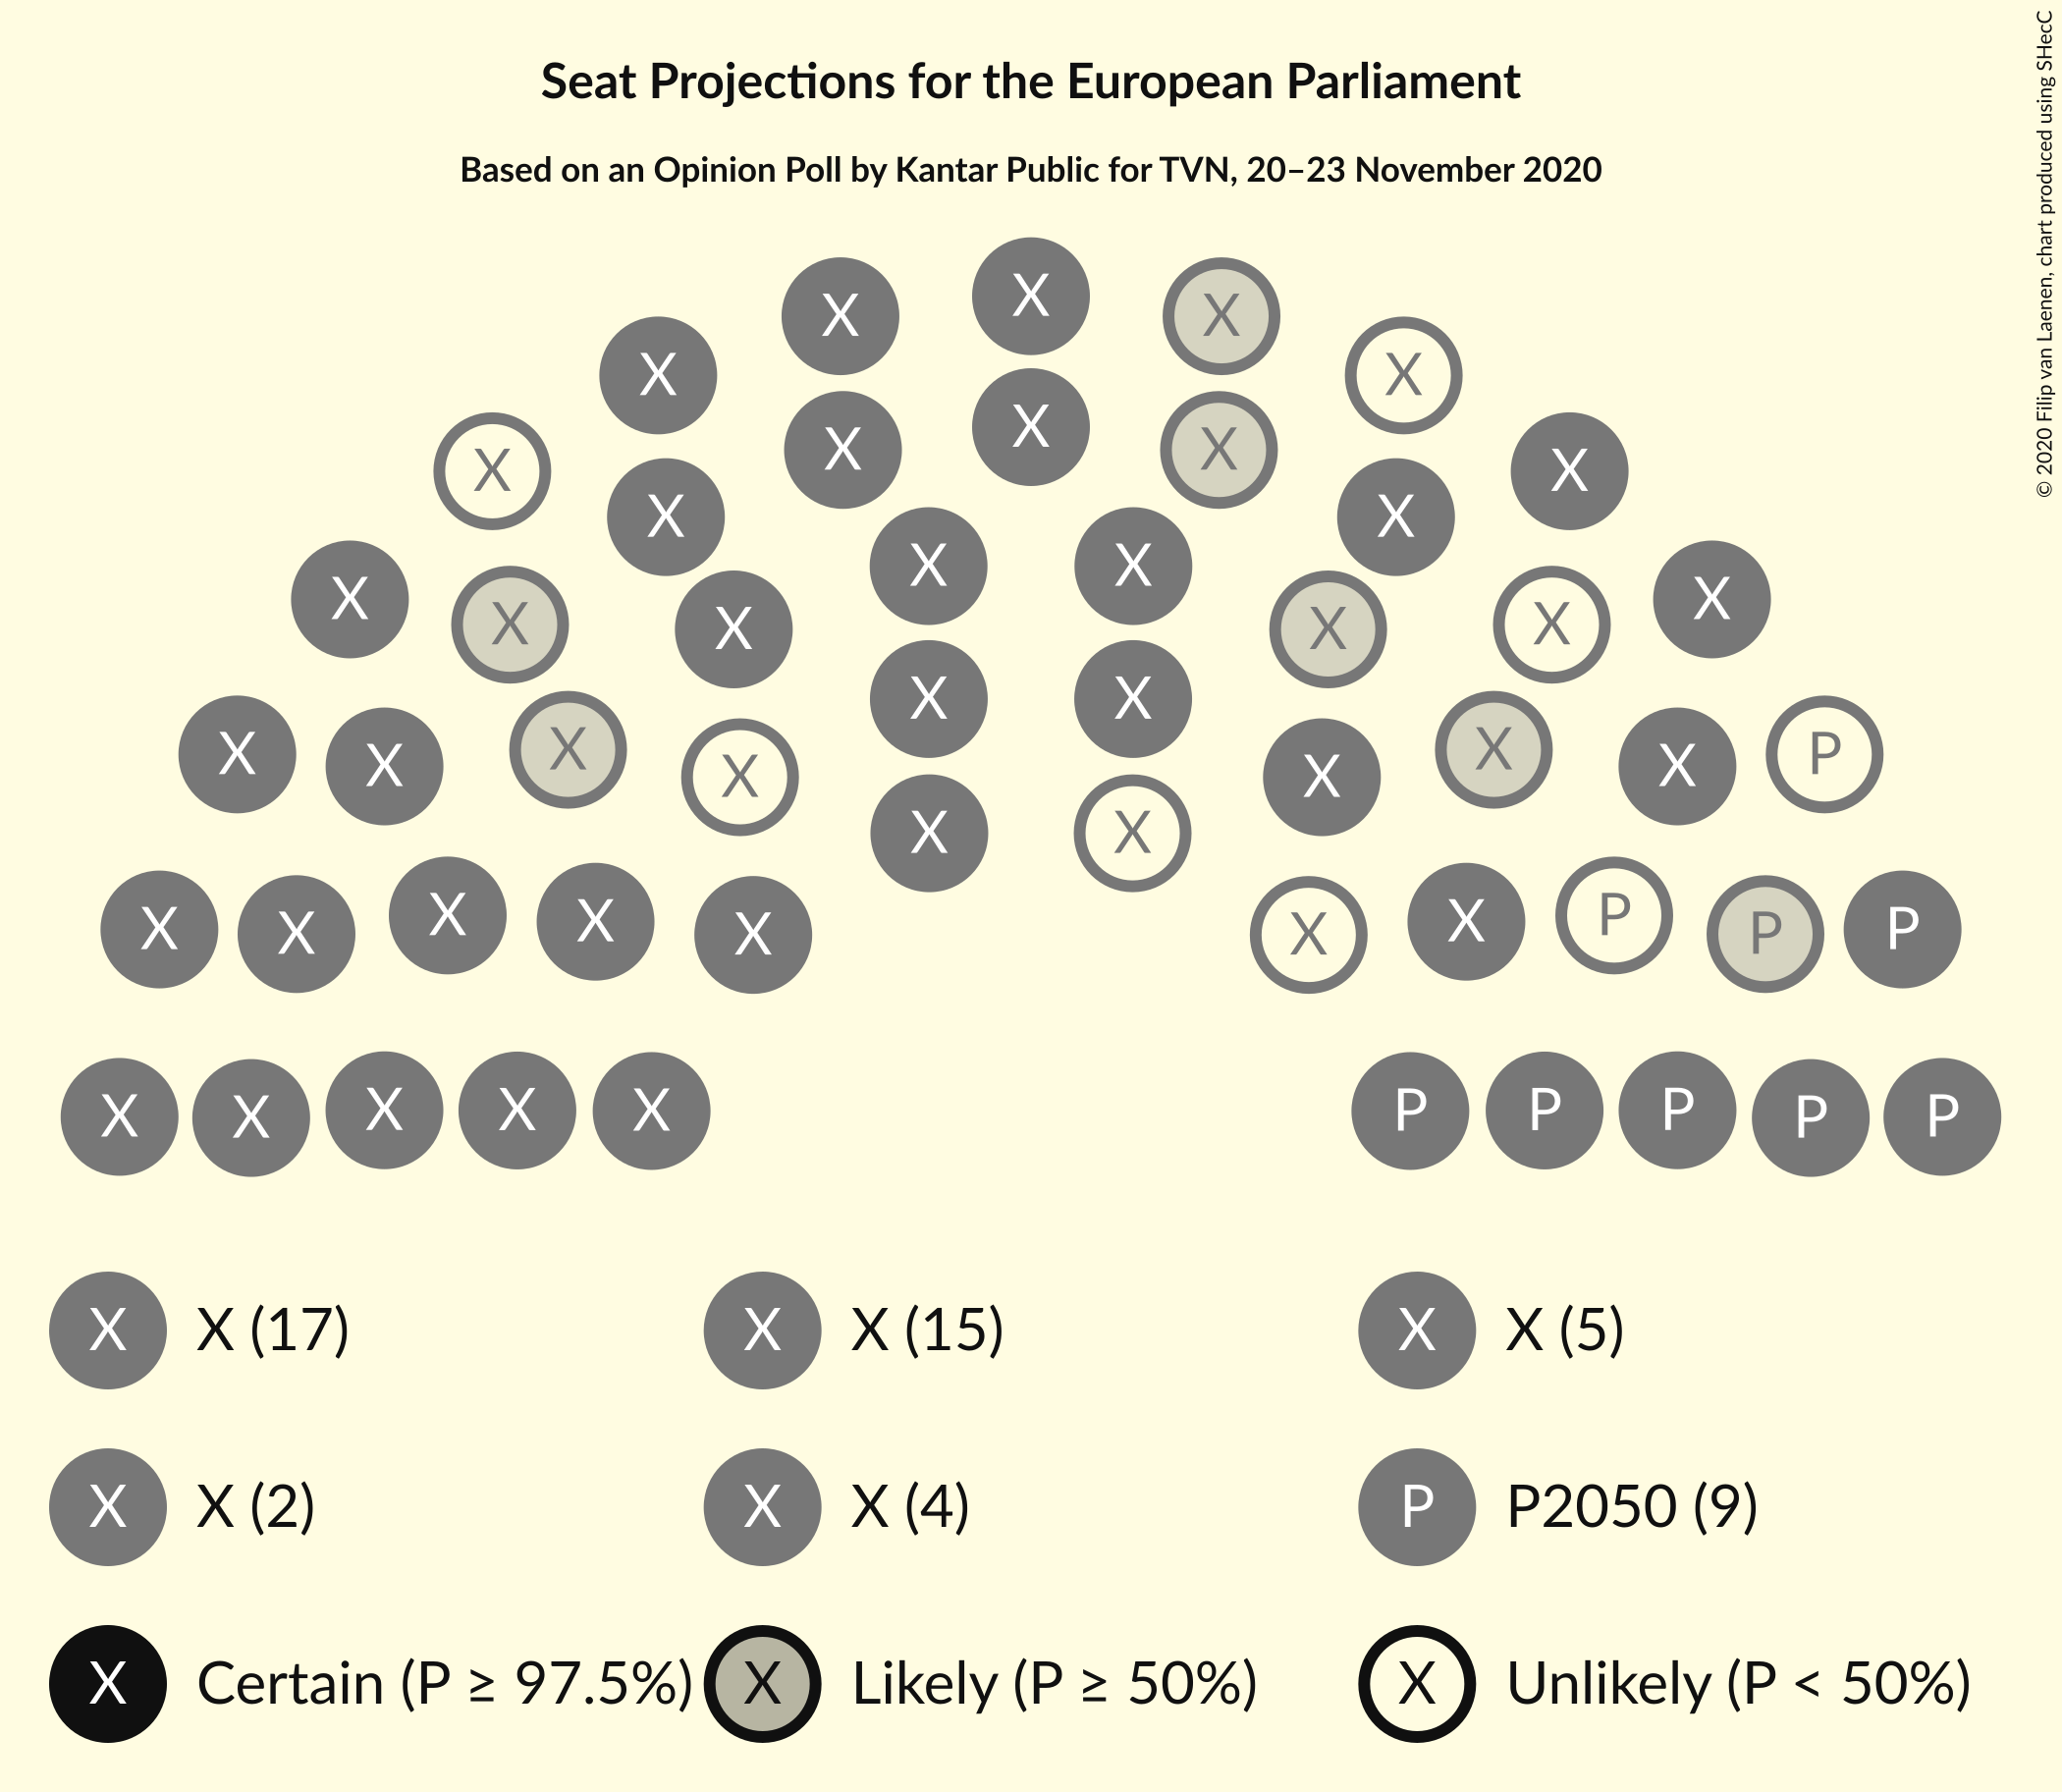 Seat Projections for the European Parliament
Based on an Opinion Poll by Kantar Public for TVN, 20–23 November 2020
© 2020 Filip van Laenen, chart produced using SHecC
X
X X
X X
X X
X
X X
X X
X X
X X
X X X X
X X
X X
X X X X P
X X
X X
X X X X X X X P P P
X X X X X P P P P P
X X (17) X X (15) X X (5)
X X (2) X X (4) P P2050 (9)
X Certain (P ≥ 97.5%) X Likely (P ≥ 50%) X Unlikely (P < 50%)